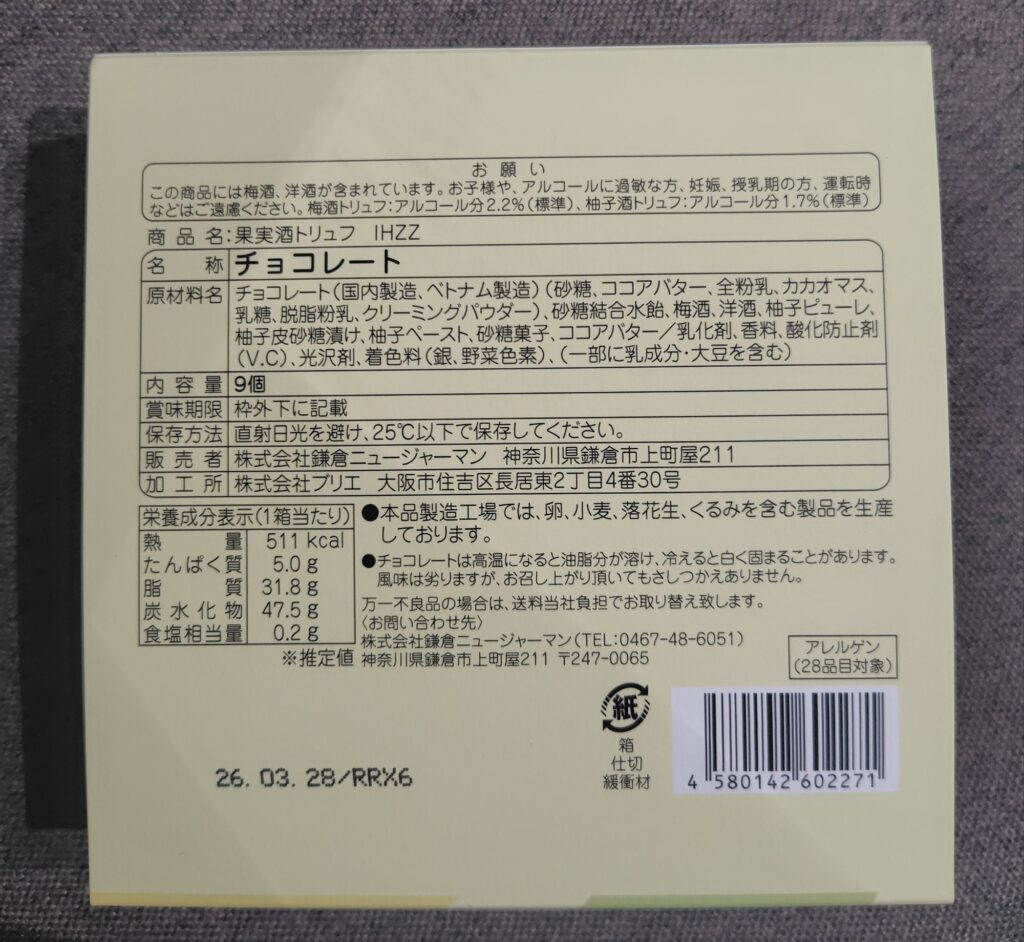 お願い
この商品には梅酒、洋酒が含まれています。お子様や、アルコールに過敏な方、妊娠、授乳期の方、運転時
などはご遠慮ください。梅酒トリュフ:アルコール分2.2%(標準)、柚子酒トリュフ:アルコール分1.7%(標準)
商品名:果実酒トリュフ IHZZ
名称 チョコレート
原材料名 チョコレート(国内製造、ベトナム製造)(砂糖、ココアバター、全粉乳、カカオマス、
乳糖、脱脂粉乳、クリーミングパウダー)、砂糖結合水飴、梅酒、洋酒、柚子ピューレ、
柚子皮砂糖漬け、柚子ペースト、砂糖菓子、ココアバター/乳化剤、香料、酸化防止剤
(V.C)、光沢剤、着色料(銀、野菜色素)、(一部に乳成分・大豆を含む)
内容量 9個
賞味期限 枠外下に記載
保存方法 直射日光を避け、25℃以下で保存してください。
販売者 株式会社鎌倉ニュージャーマン 神奈川県鎌倉市上町屋211
加工所 株式会社プリエ 大阪市住吉区長居東2丁目4番30号
栄養成分表示(1箱当たり)
熱量 511 kcal
たんぱく質 5.0 g
脂質 31.8 g
炭水化物 47.5 g
食塩相当量 0.2 g
※推定値
●本品製造工場では、卵、小麦、落花生、くるみを含む製品を生産
しております。
●チョコレートは高温になると油脂分が溶け、冷えると白く固まることがあります。
風味は劣りますが、お召し上がり頂いてもさしつかえありません。
万一不良品の場合は、送料当社負担でお取り替え致します。
〈お問い合わせ先〉
株式会社鎌倉ニュージャーマン(TEL:0467-48-6051)
神奈川県鎌倉市上町屋211 〒247-0065
アレルゲン
(28品目対象)
紙
箱
仕切
緩衝材
4 580142 602271
26.03.28/RRX6